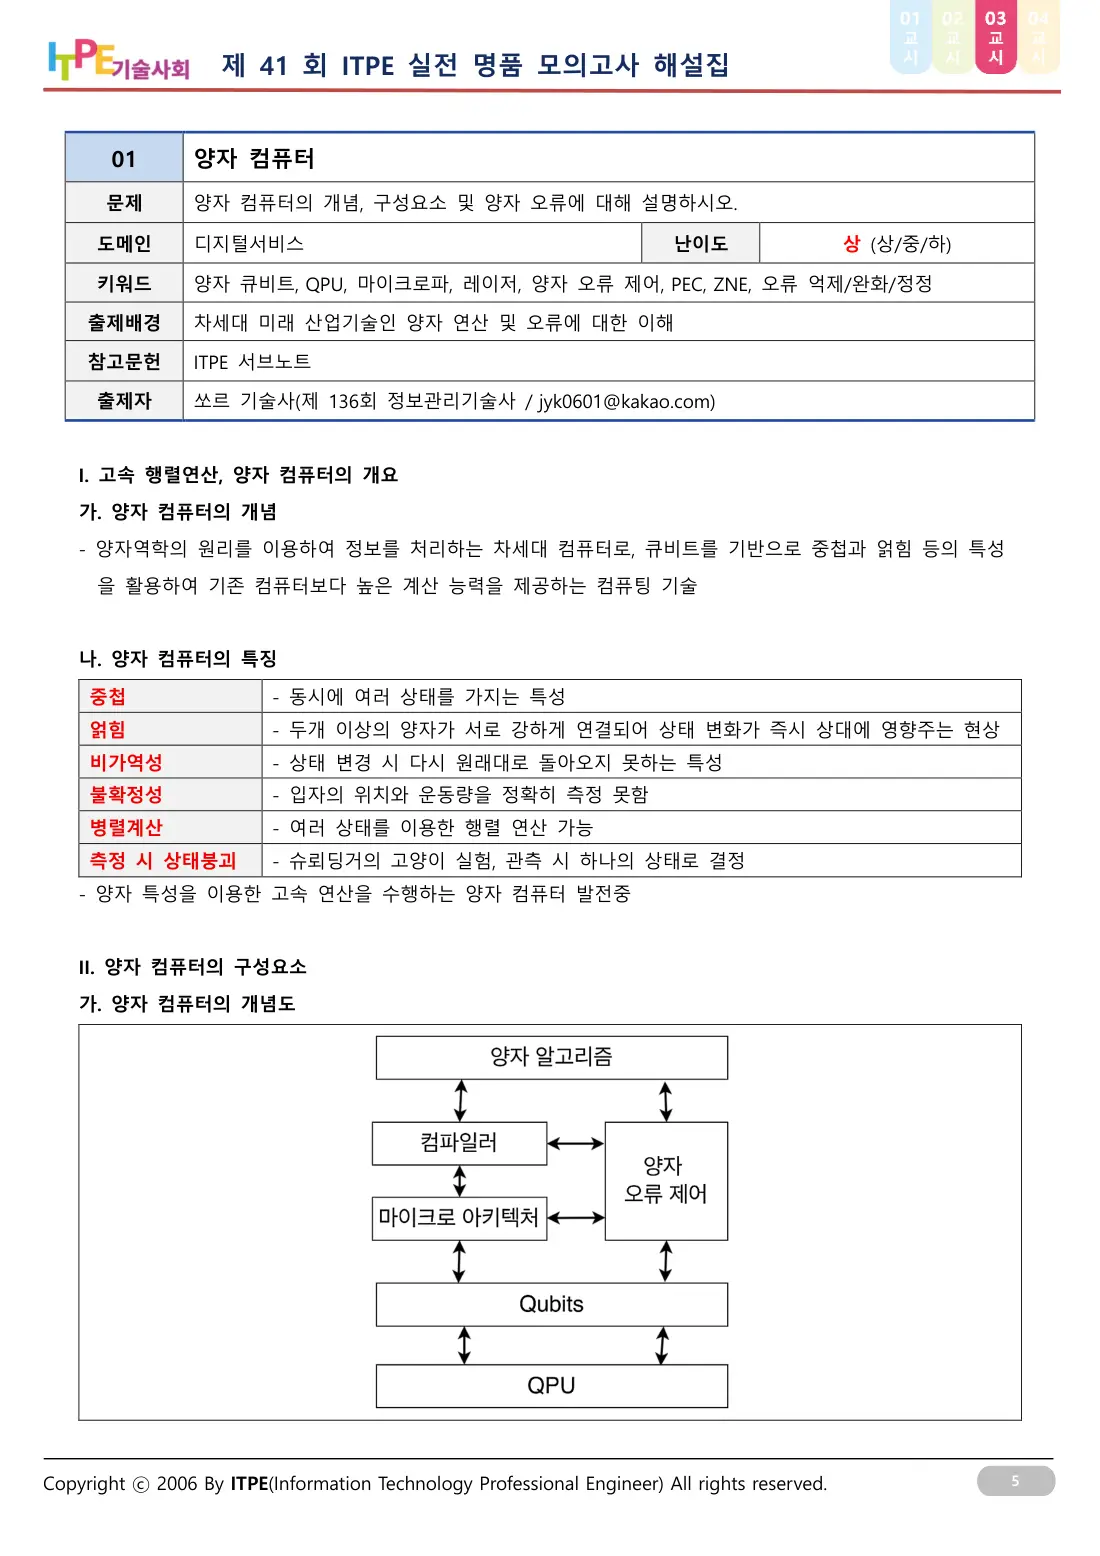 ITPE기술사회 제 41 회 ITPE 실전 명품 모의고사 해설집
01 교시 02 교시 03 교시 04 교시
01 양자 컴퓨터
문제 양자 컴퓨터의 개념, 구성요소 및 양자 오류에 대해 설명하시오.
도메인 디지털서비스 난이도 상 (상/중/하)
키워드 양자 큐비트, QPU, 마이크로파, 레이저, 양자 오류 제어, PEC, ZNE, 오류 억제/완화/정정
출제배경 차세대 미래 산업기술인 양자 연산 및 오류에 대한 이해
참고문헌 ITPE 서브노트
출제자 쏘르 기술사(제 136회 정보관리기술사 / jyk0601@kakao.com)
I. 고속 행렬연산, 양자 컴퓨터의 개요
가. 양자 컴퓨터의 개념
- 양자역학의 원리를 이용하여 정보를 처리하는 차세대 컴퓨터로, 큐비트를 기반으로 중첩과 얽힘 등의 특성
을 활용하여 기존 컴퓨터보다 높은 계산 능력을 제공하는 컴퓨팅 기술
나. 양자 컴퓨터의 특징
중첩 - 동시에 여러 상태를 가지는 특성
얽힘 - 두개 이상의 양자가 서로 강하게 연결되어 상태 변화가 즉시 상대에 영향주는 현상
비가역성 - 상태 변경 시 다시 원래대로 돌아오지 못하는 특성
불확정성 - 입자의 위치와 운동량을 정확히 측정 못함
병렬계산 - 여러 상태를 이용한 행렬 연산 가능
측정 시 상태붕괴 - 슈뢰딩거의 고양이 실험, 관측 시 하나의 상태로 결정
- 양자 특성을 이용한 고속 연산을 수행하는 양자 컴퓨터 발전중
II. 양자 컴퓨터의 구성요소
가. 양자 컴퓨터의 개념도
양자 알고리즘
컴파일러
양자
오류 제어
마이크로 아키텍처
Qubits
QPU
Copyright ⓒ 2006 By ITPE(Information Technology Professional Engineer) All rights reserved.
5